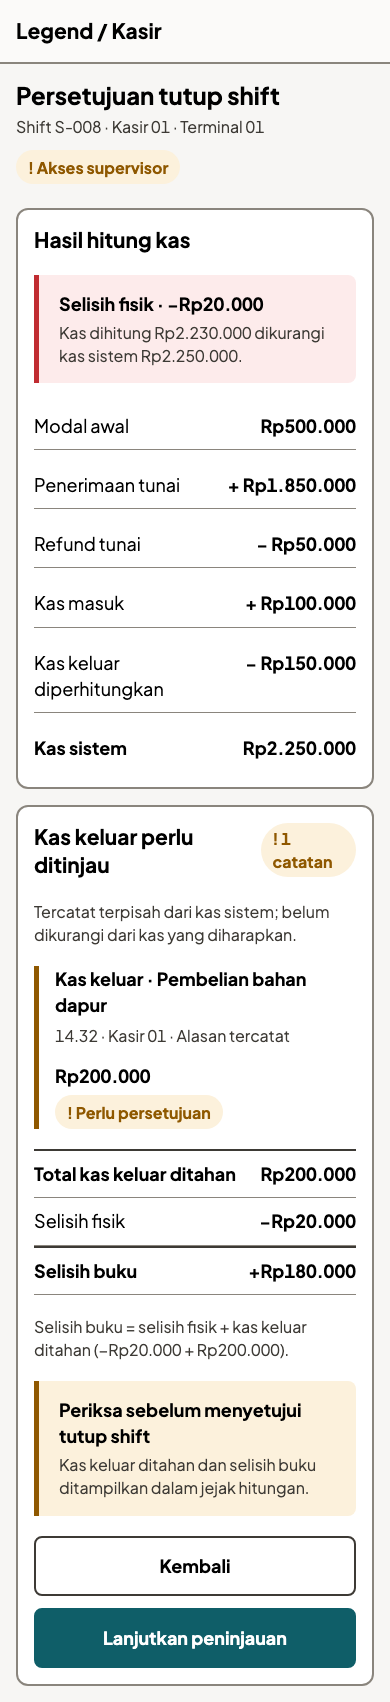 Legend / Kasir
Persetujuan tutup shift
Shift S-008 · Kasir 01 · Terminal 01
! Akses supervisor
Hasil hitung kas
Selisih fisik · −Rp20.000
Kas dihitung Rp2.230.000 dikurangi
kas sistem Rp2.250.000.
Modal awal Rp500.000
Penerimaan tunai + Rp1.850.000
Refund tunai − Rp50.000
Kas masuk + Rp100.000
Kas keluar − Rp150.000
diperhitungkan
Kas sistem Rp2.250.000
Kas keluar perlu
ditinjau
! 1
catatan
Tercatat terpisah dari kas sistem; belum
dikurangi dari kas yang diharapkan.
Kas keluar · Pembelian bahan
dapur
14.32 · Kasir 01 · Alasan tercatat
Rp200.000
! Perlu persetujuan
Total kas keluar ditahan Rp200.000
Selisih fisik −Rp20.000
Selisih buku +Rp180.000
Selisih buku = selisih fisik + kas keluar
ditahan (−Rp20.000 + Rp200.000).
Periksa sebelum menyetujui
tutup shift
Kas keluar ditahan dan selisih buku
ditampilkan dalam jejak hitungan.
Kembali
Lanjutkan peninjauan